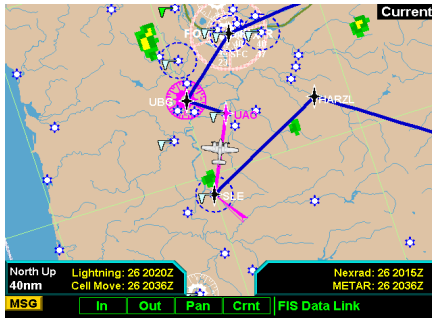 Current
HARZL
UBG
UAO
SLE
North Up
40nm
Lightning: 26 2020Z
Cell Move: 26 2036Z
Nexrad: 26 2015Z
METAR: 26 2036Z
MSG
In
Out
Pan
Crnt
FIS Data Link